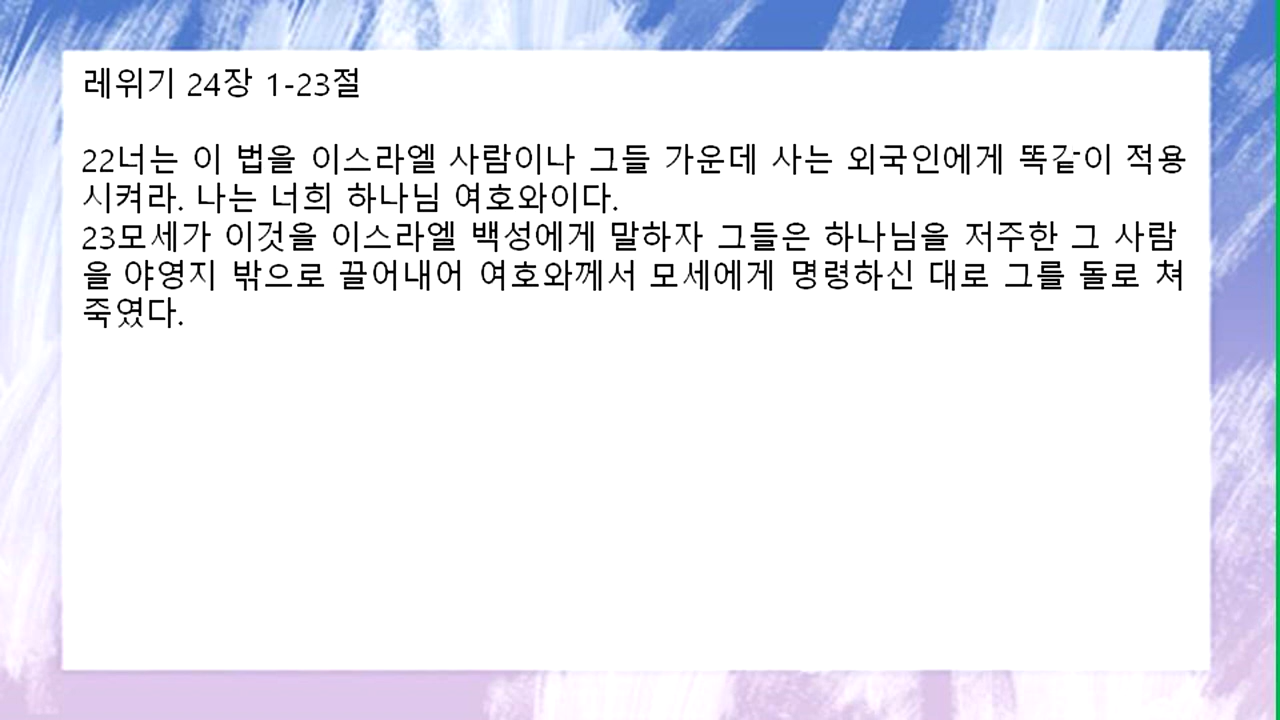 레위기 24장 1-23절
22너는 이 법을 이스라엘 사람이나 그들 가운데 사는 외국인에게 똑같이 적용
시켜라. 나는 너희 하나님 여호와이다.
23모세가 이것을 이스라엘 백성에게 말하자 그들은 하나님을 저주한 그 사람
을 야영지 밖으로 끌어내어 여호와께서 모세에게 명령하신 대로 그를 돌로 쳐
죽였다.